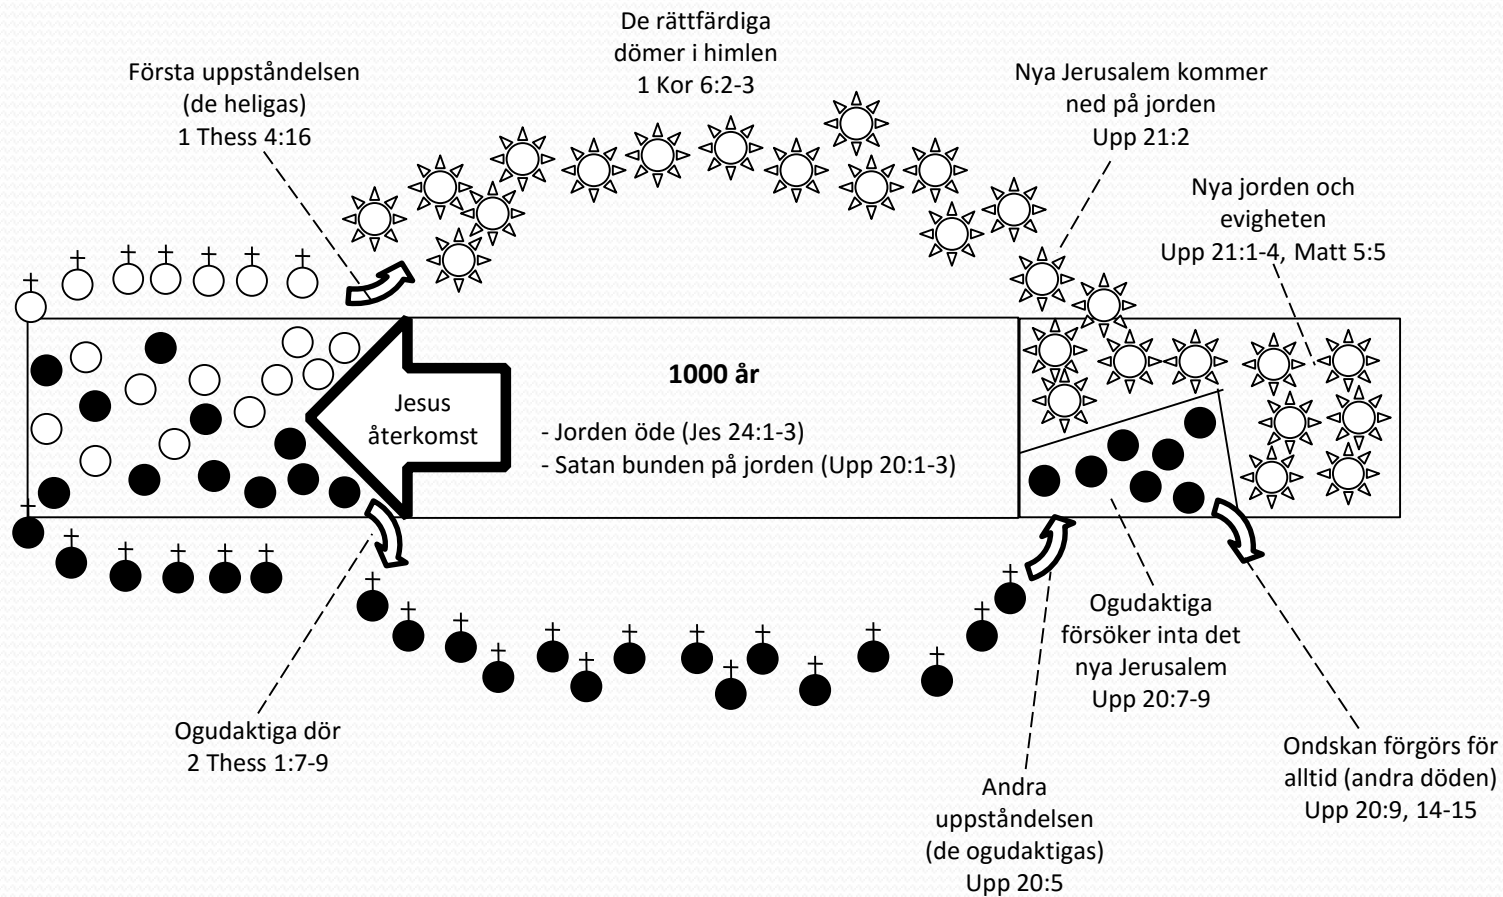 De rättfärdiga
dömer i himlen
1 Kor 6:2-3
Första uppståndelsen
(de heligas)
1 Thess 4:16
Nya Jerusalem kommer
ned på jorden
Upp 21:2
Nya jorden och
evigheten
Upp 21:1-4, Matt 5:5
Jesus
återkomst
1000 år
- Jorden öde (Jes 24:1-3)
- Satan bunden på jorden (Upp 20:1-3)
Ogudaktiga dör
2 Thess 1:7-9
Ogudaktiga
försöker inta det
nya Jerusalem
Upp 20:7-9
Andra
uppståndelsen
(de ogudaktigas)
Upp 20:5
Ondskan förgörs för
alltid (andra döden)
Upp 20:9, 14-15